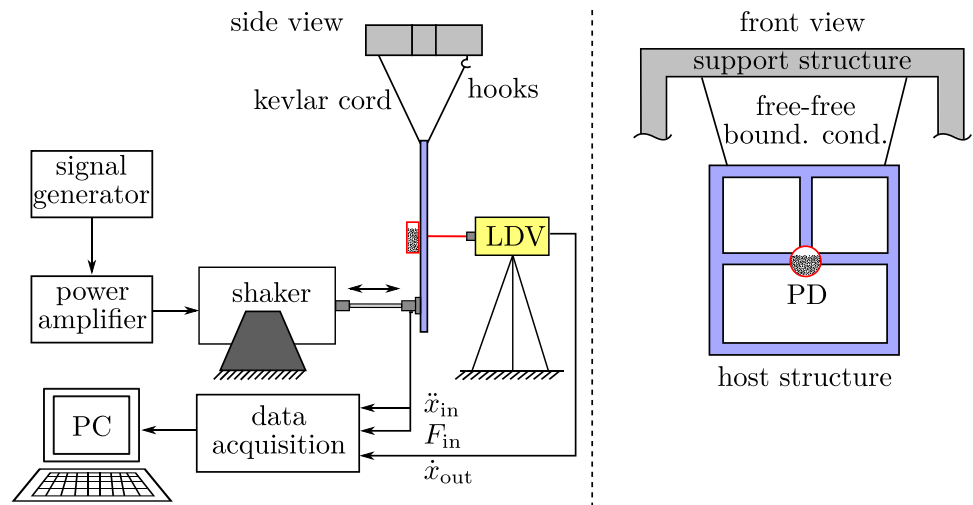 side view
kevlar cord
hooks
signal
generator
power
amplifier
shaker
LDV
PC
data
acquisition
ẍin
Fin
ẋout
front view
support structure
free-free
bound. cond.
PD
host structure